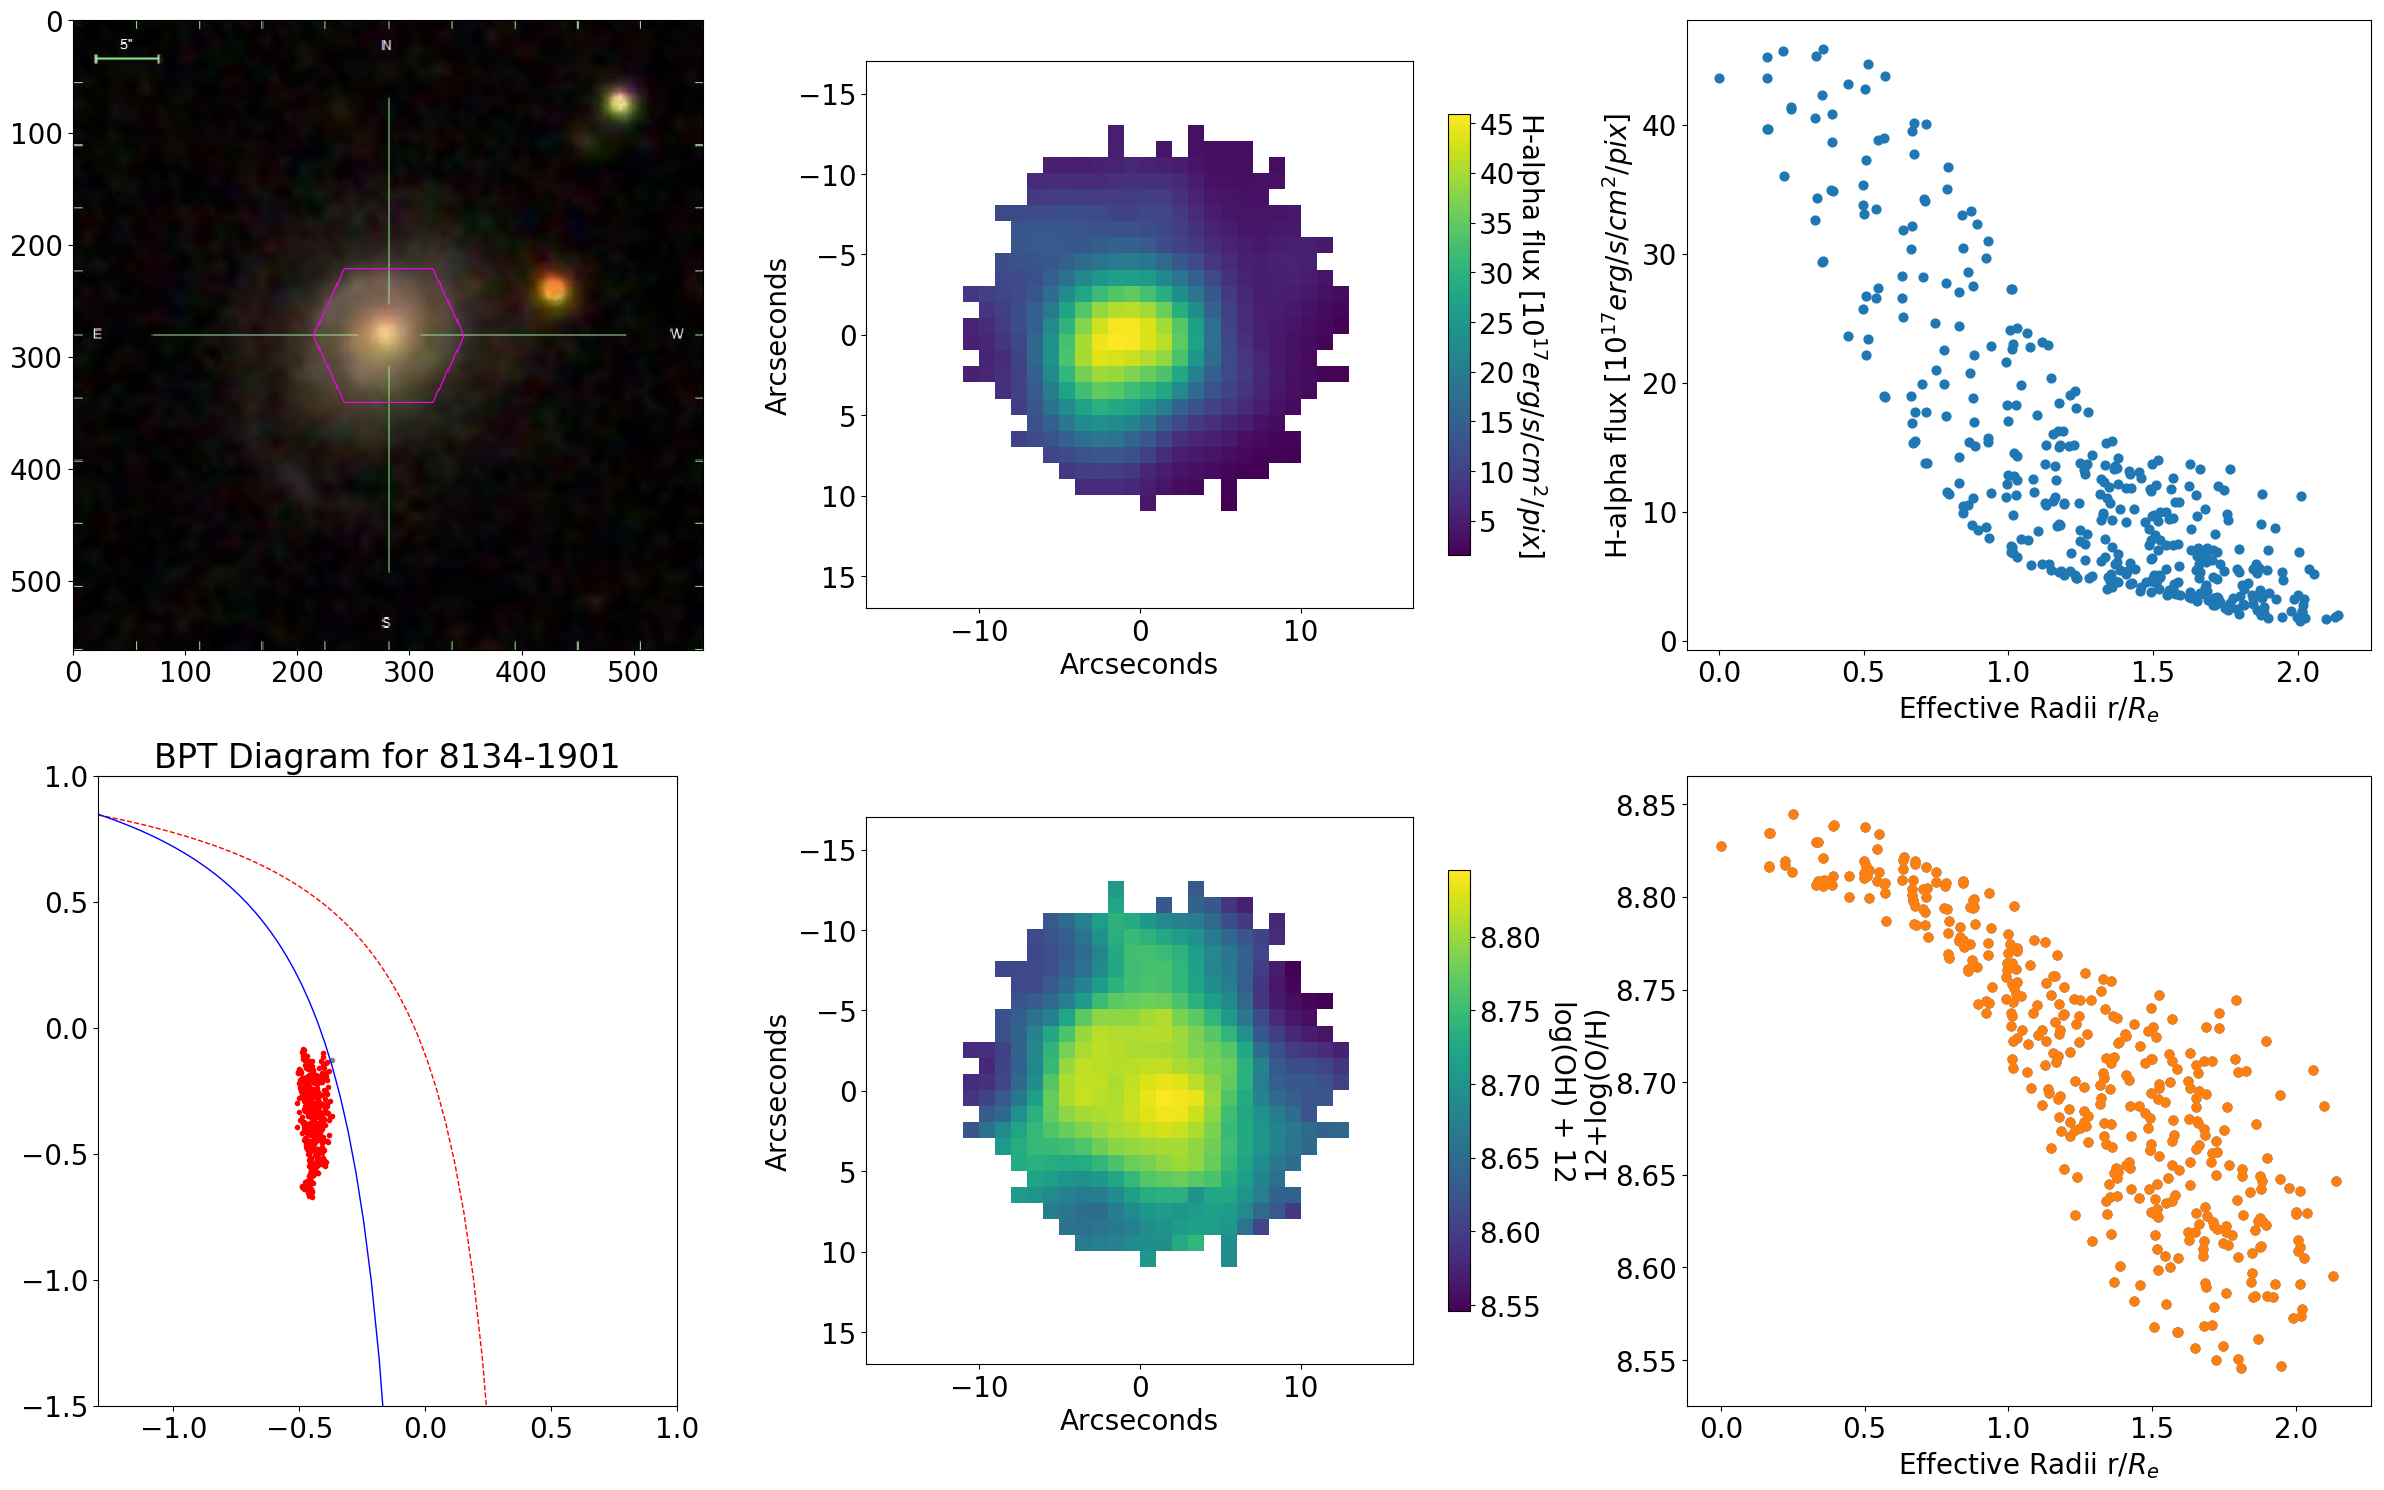 5"
N
E
W
S
0
100
200
300
400
500
0 100 200 300 400 500
−15
−10
−5
0
5
10
15
Arcseconds
−10 0 10
Arcseconds
45
40
35
30
25
20
15
10
5
H-alpha flux [10^17 erg/s/cm^2/pix]
H-alpha flux [10^17 erg/s/cm^2/pix]
40
30
20
10
0
0.0 0.5 1.0 1.5 2.0
Effective Radii r/R_e
BPT Diagram for 8134-1901
1.0
0.5
0.0
−0.5
−1.0
−1.5
−1.0 −0.5 0.0 0.5 1.0
−15
−10
−5
0
5
10
15
Arcseconds
−10 0 10
Arcseconds
8.80
8.75
8.70
8.65
8.60
8.55
log(OH) + 12
12+log(O/H)
8.85
8.80
8.75
8.70
8.65
8.60
8.55
0.0 0.5 1.0 1.5 2.0
Effective Radii r/R_e